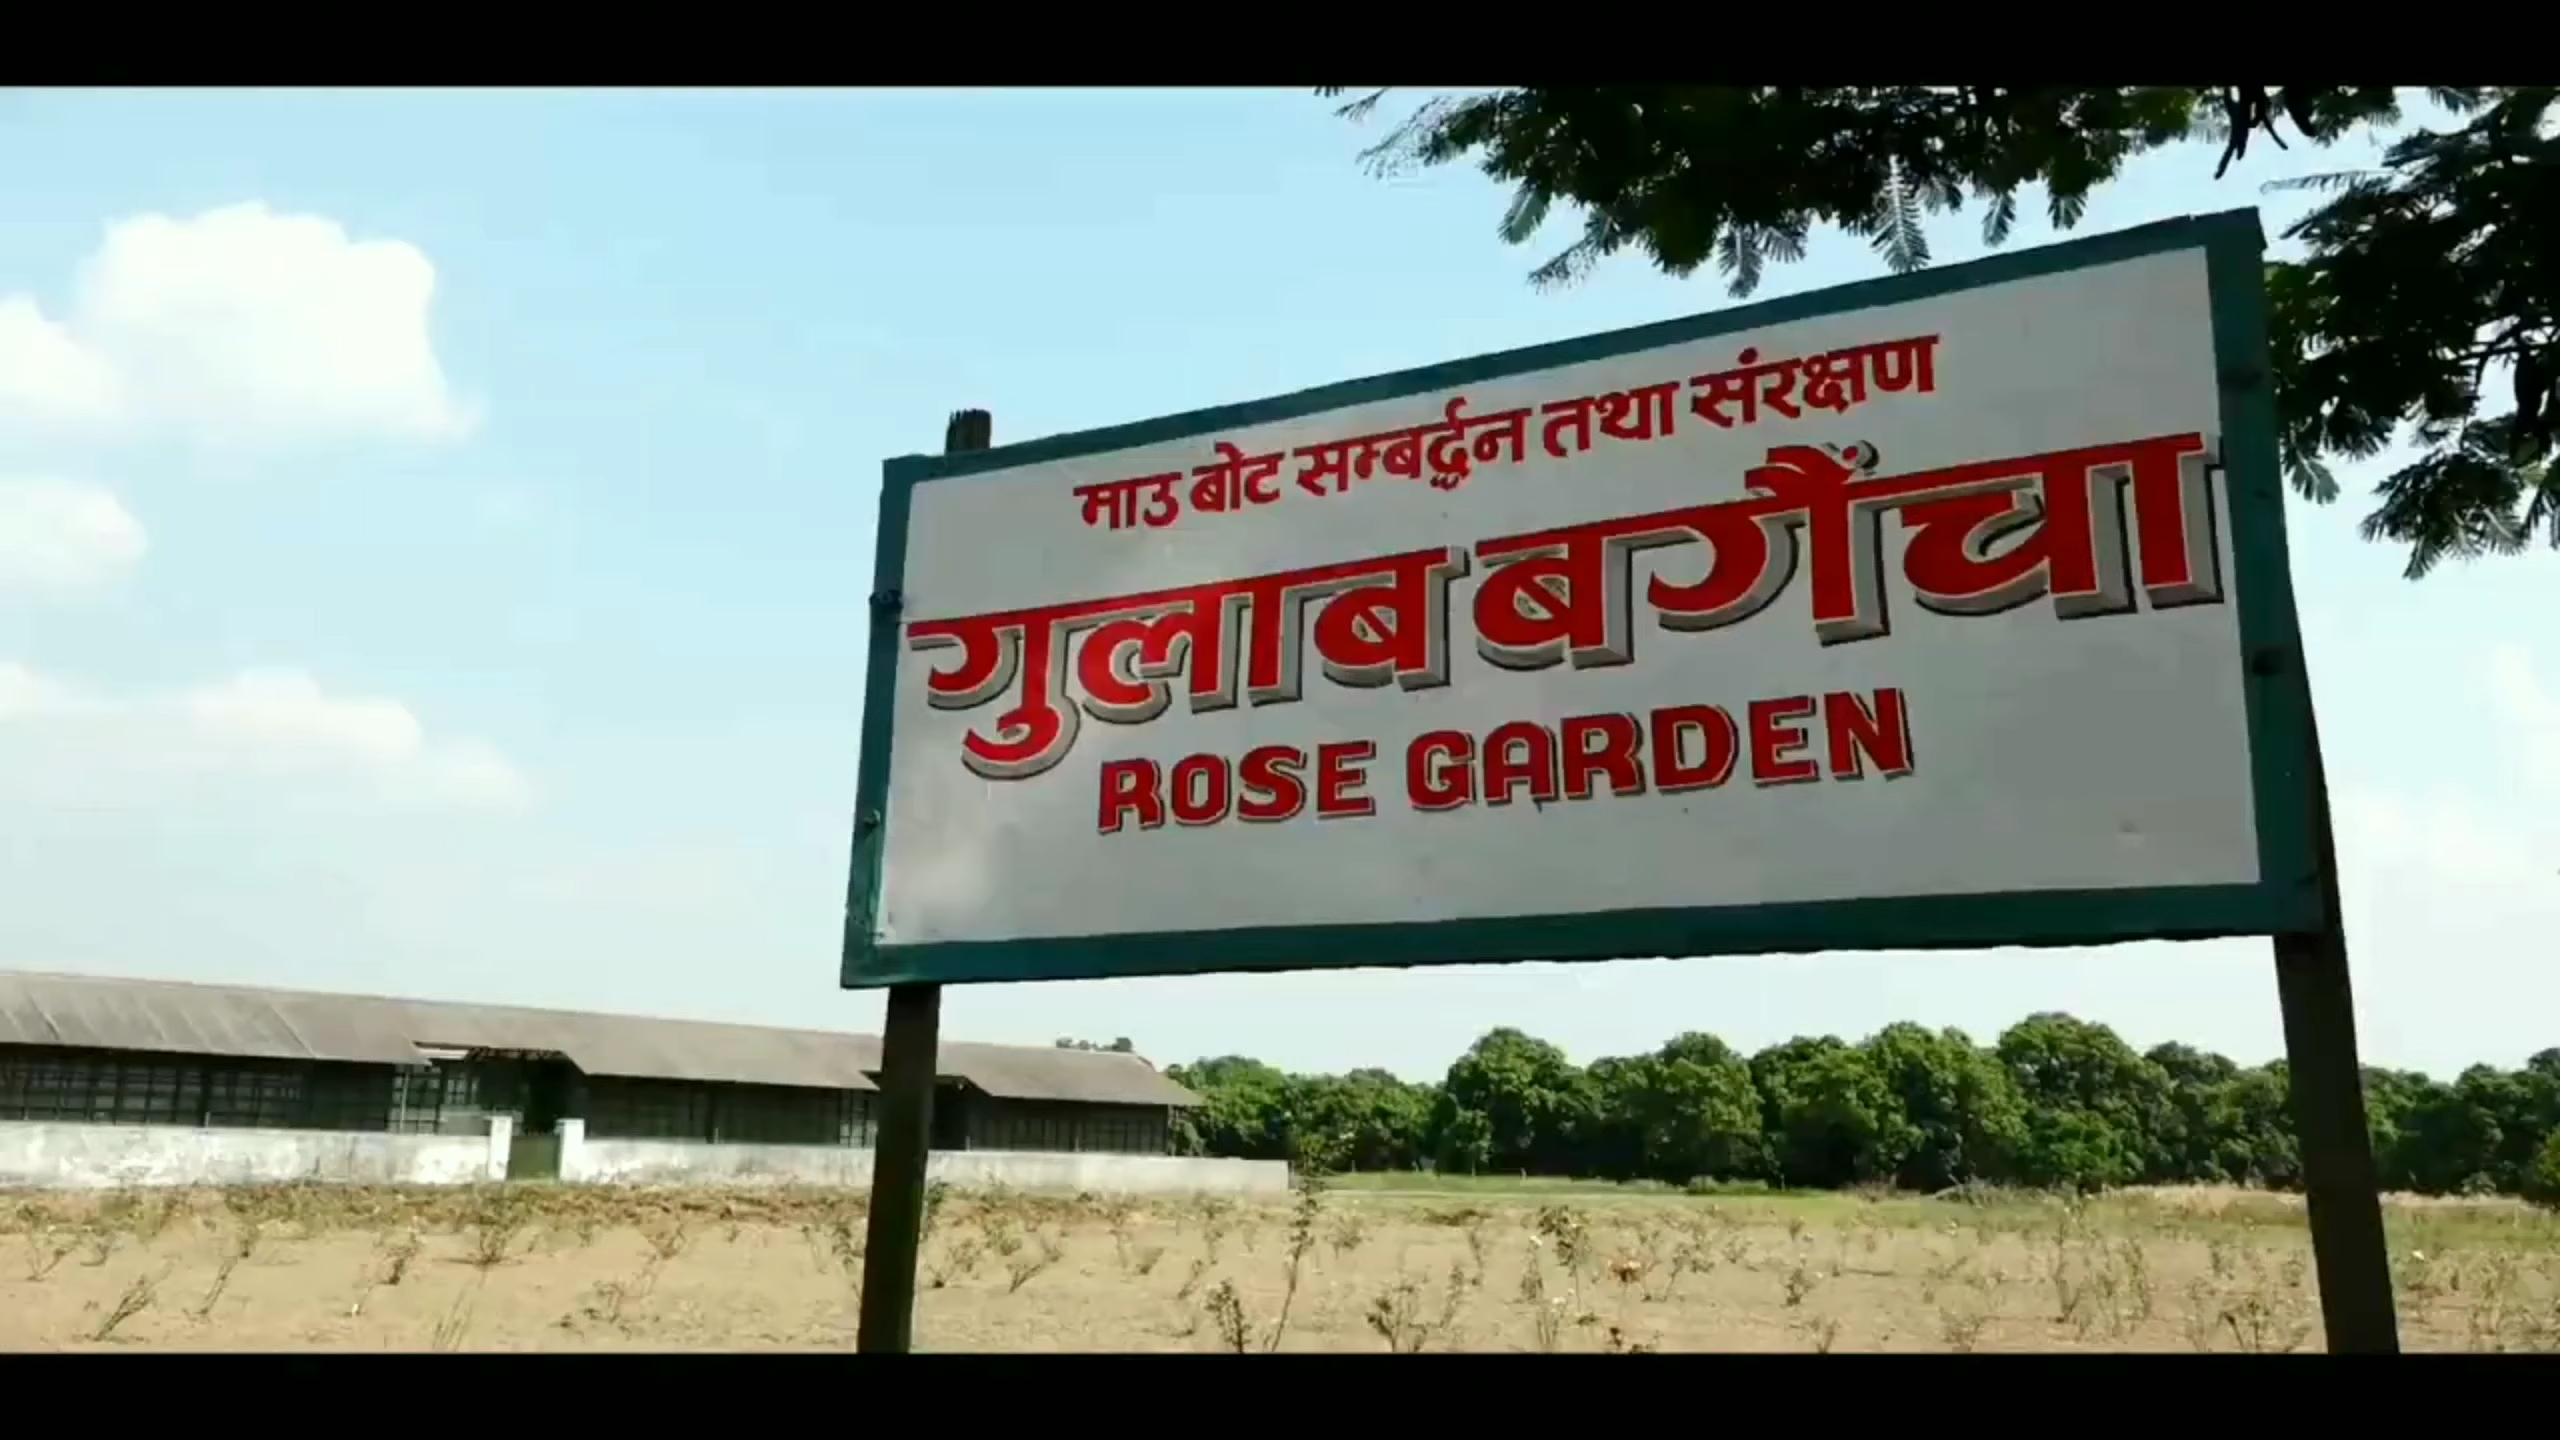 माउ बोट सम्बर्द्धन तथा संरक्षण
गुलाब बगैंचा
ROSE GARDEN